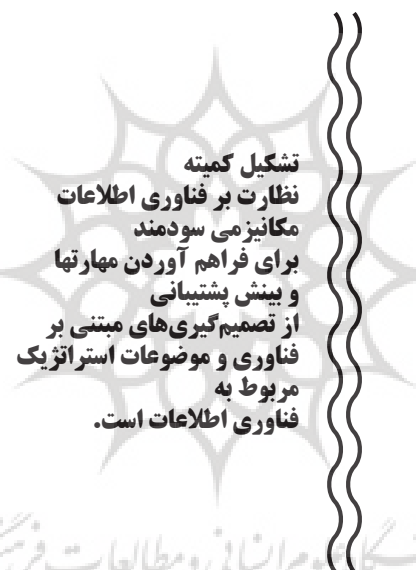 تشکیل کمیته
نظارت بر فناوری اطلاعات
مکانیزمی سودمند
برای فراهم آوردن مهارتها
و بینش پشتیبانی
از تصمیم‌گیری‌های مبتنی بر
فناوری و موضوعات استراتژیک
مربوط به
فناوری اطلاعات است.